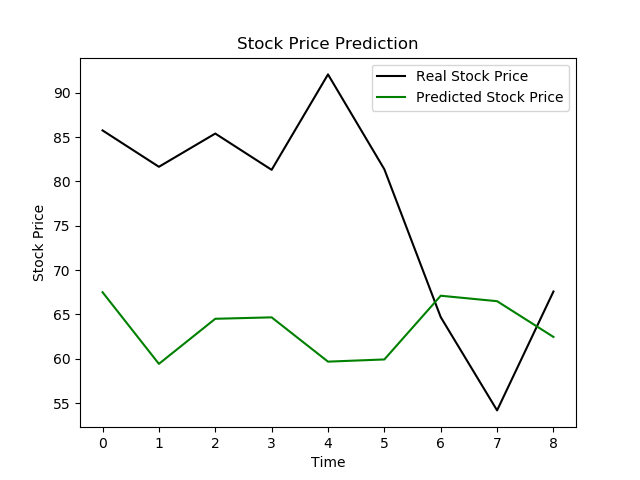 Stock Price Prediction
Real Stock Price
Predicted Stock Price
Stock Price
90
85
80
75
70
65
60
55
0 1 2 3 4 5 6 7 8
Time